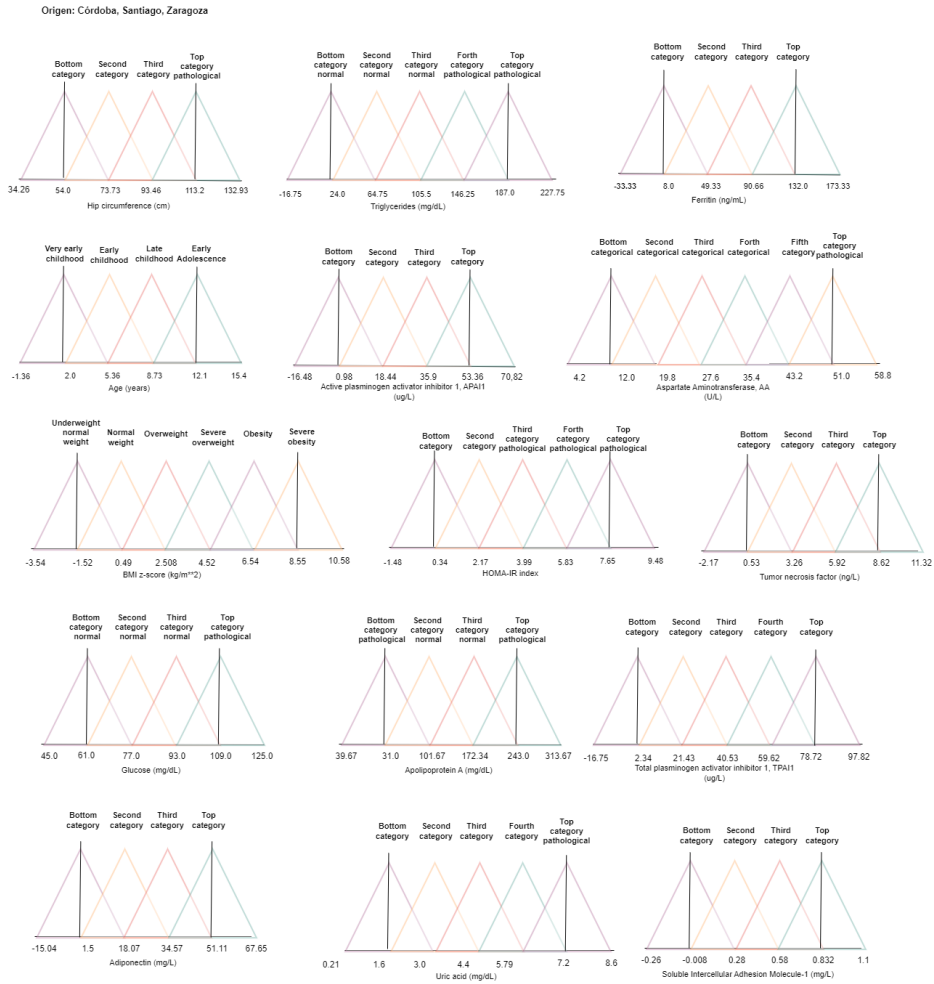 Origen: Córdoba, Santiago, Zaragoza
Bottom category
Second category
Third category
Top category pathological
34.26 54.0 73.73 93.46 113.2 132.93
Hip circumference (cm)
Bottom category normal
Second category normal
Third category normal
Forth category pathological
Top category pathological
-16.75 24.0 64.75 105.5 146.25 187.0 227.75
Triglycerides (mg/dL)
Bottom category
Second category
Third category
Top category
-33.33 8.0 49.33 90.66 132.0 173.33
Ferritin (ng/mL)
Very early childhood
Early childhood
Late childhood
Early Adolescence
-1.36 2.0 5.36 8.73 12.1 15.4
Age (years)
Bottom category
Second category
Third category
Top category
-16.48 0.98 18.44 35.9 53.36 70.82
Active plasminogen activator inhibitor 1, APAI1
(ug/L)
Bottom categorical
Second categorical
Third categorical
Forth categorical
Fifth category
Top category pathological
4.2 12.0 19.8 27.6 35.4 43.2 51.0 58.8
Aspartate Aminotransferase, AA
(U/L)
Underweight normal weight
Normal weight
Overweight
Severe overweight
Obesity
Severe obesity
-3.54 -1.52 0.49 2.508 4.52 6.54 8.55 10.58
BMI z-score (kg/m**2)
Bottom category
Second category
Third category pathological
Forth category pathological
Top category pathological
-1.48 0.34 2.17 3.99 5.83 7.65 9.48
HOMA-IR index
Bottom category
Second category
Third category
Top category
-2.17 0.53 3.26 5.92 8.62 11.32
Tumor necrosis factor (ng/L)
Bottom category normal
Second category normal
Third category normal
Top category pathological
45.0 61.0 77.0 93.0 109.0 125.0
Glucose (mg/dL)
Bottom category pathological
Second category normal
Third category normal
Top category pathological
39.67 31.0 101.67 172.34 243.0 313.67
Apolipoprotein A (mg/dL)
Bottom category
Second category
Third category
Fourth category
Top category
-16.75 2.34 21.43 40.53 59.62 78.72 97.82
Total plasminogen activator inhibitor 1, TPAI1
(ug/L)
Bottom category
Second category
Third category
Top category
-15.04 1.5 18.07 34.57 51.11 67.65
Adiponectin (mg/L)
Bottom category
Second category
Third category
Fourth category
Top category pathological
0.21 1.6 3.0 4.4 5.79 7.2 8.6
Uric acid (mg/dL)
Bottom category
Second category
Third category
Top category
-0.26 -0.008 0.28 0.58 0.832 1.1
Soluble Intercellular Adhesion Molecule-1 (mg/L)